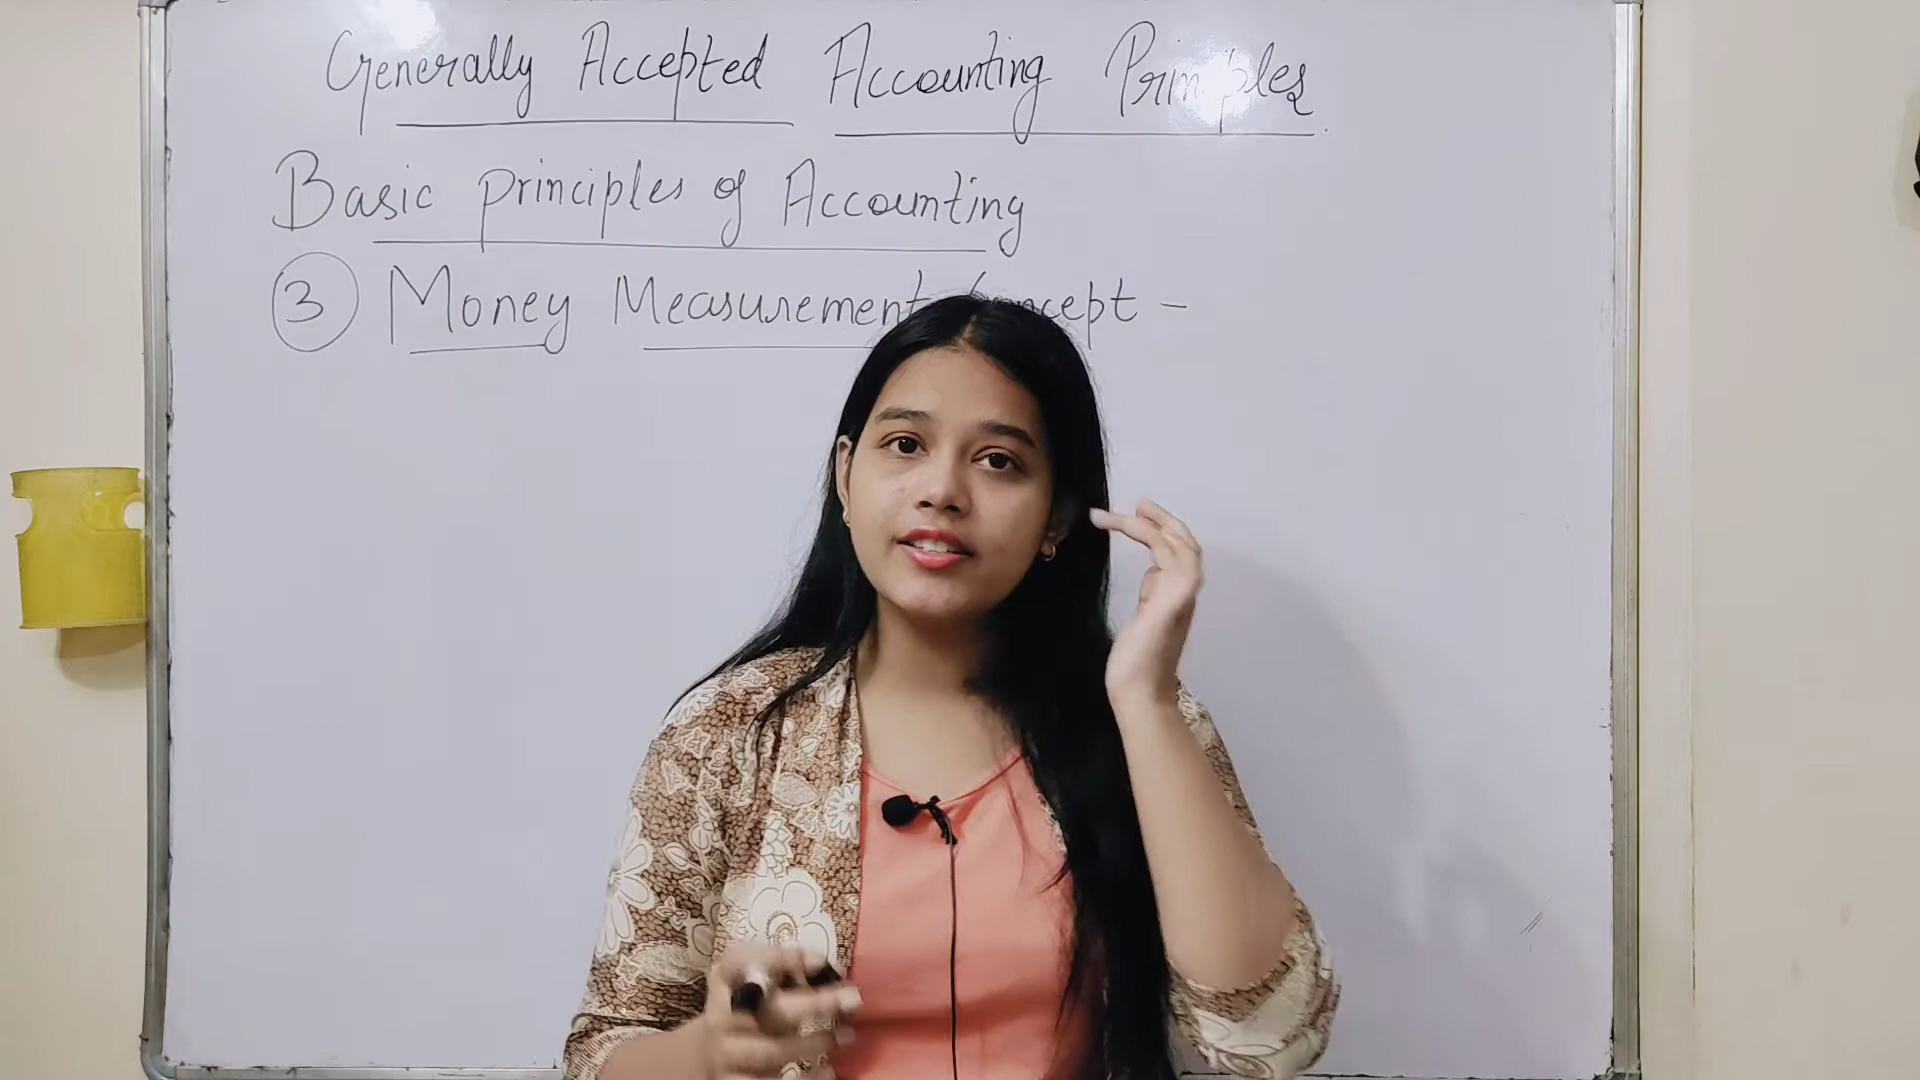 Generally Accepted Accounting Principles
Basic principles of Accounting
3 Money Measurement Concept -